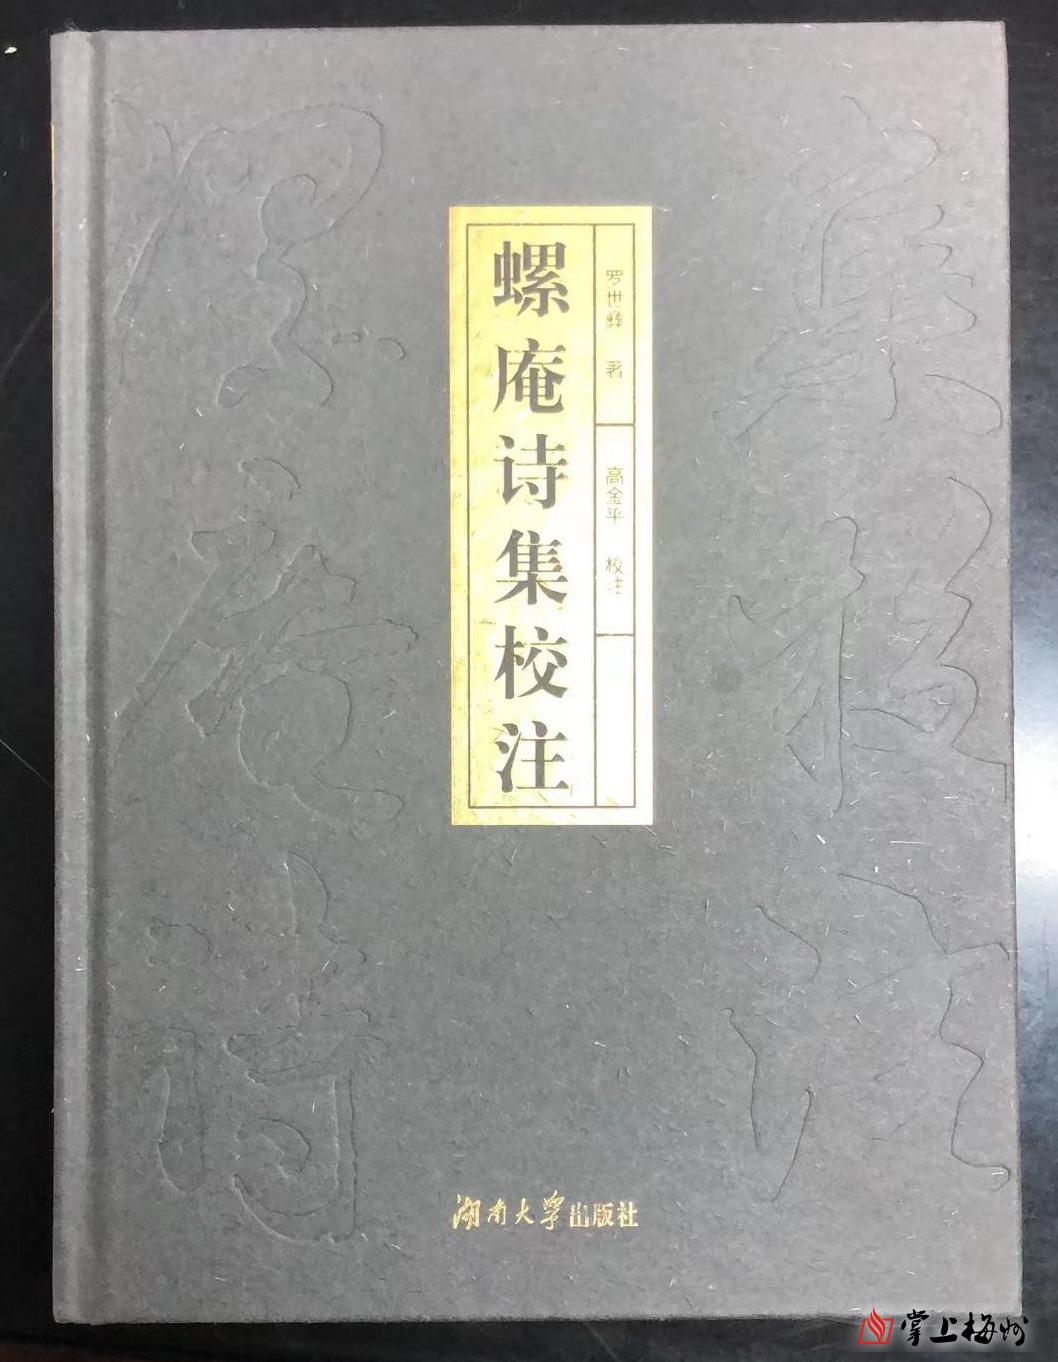 螺庵诗集校注
罗世彝 著
高金平 校注
湖南大学出版社
掌上梅州